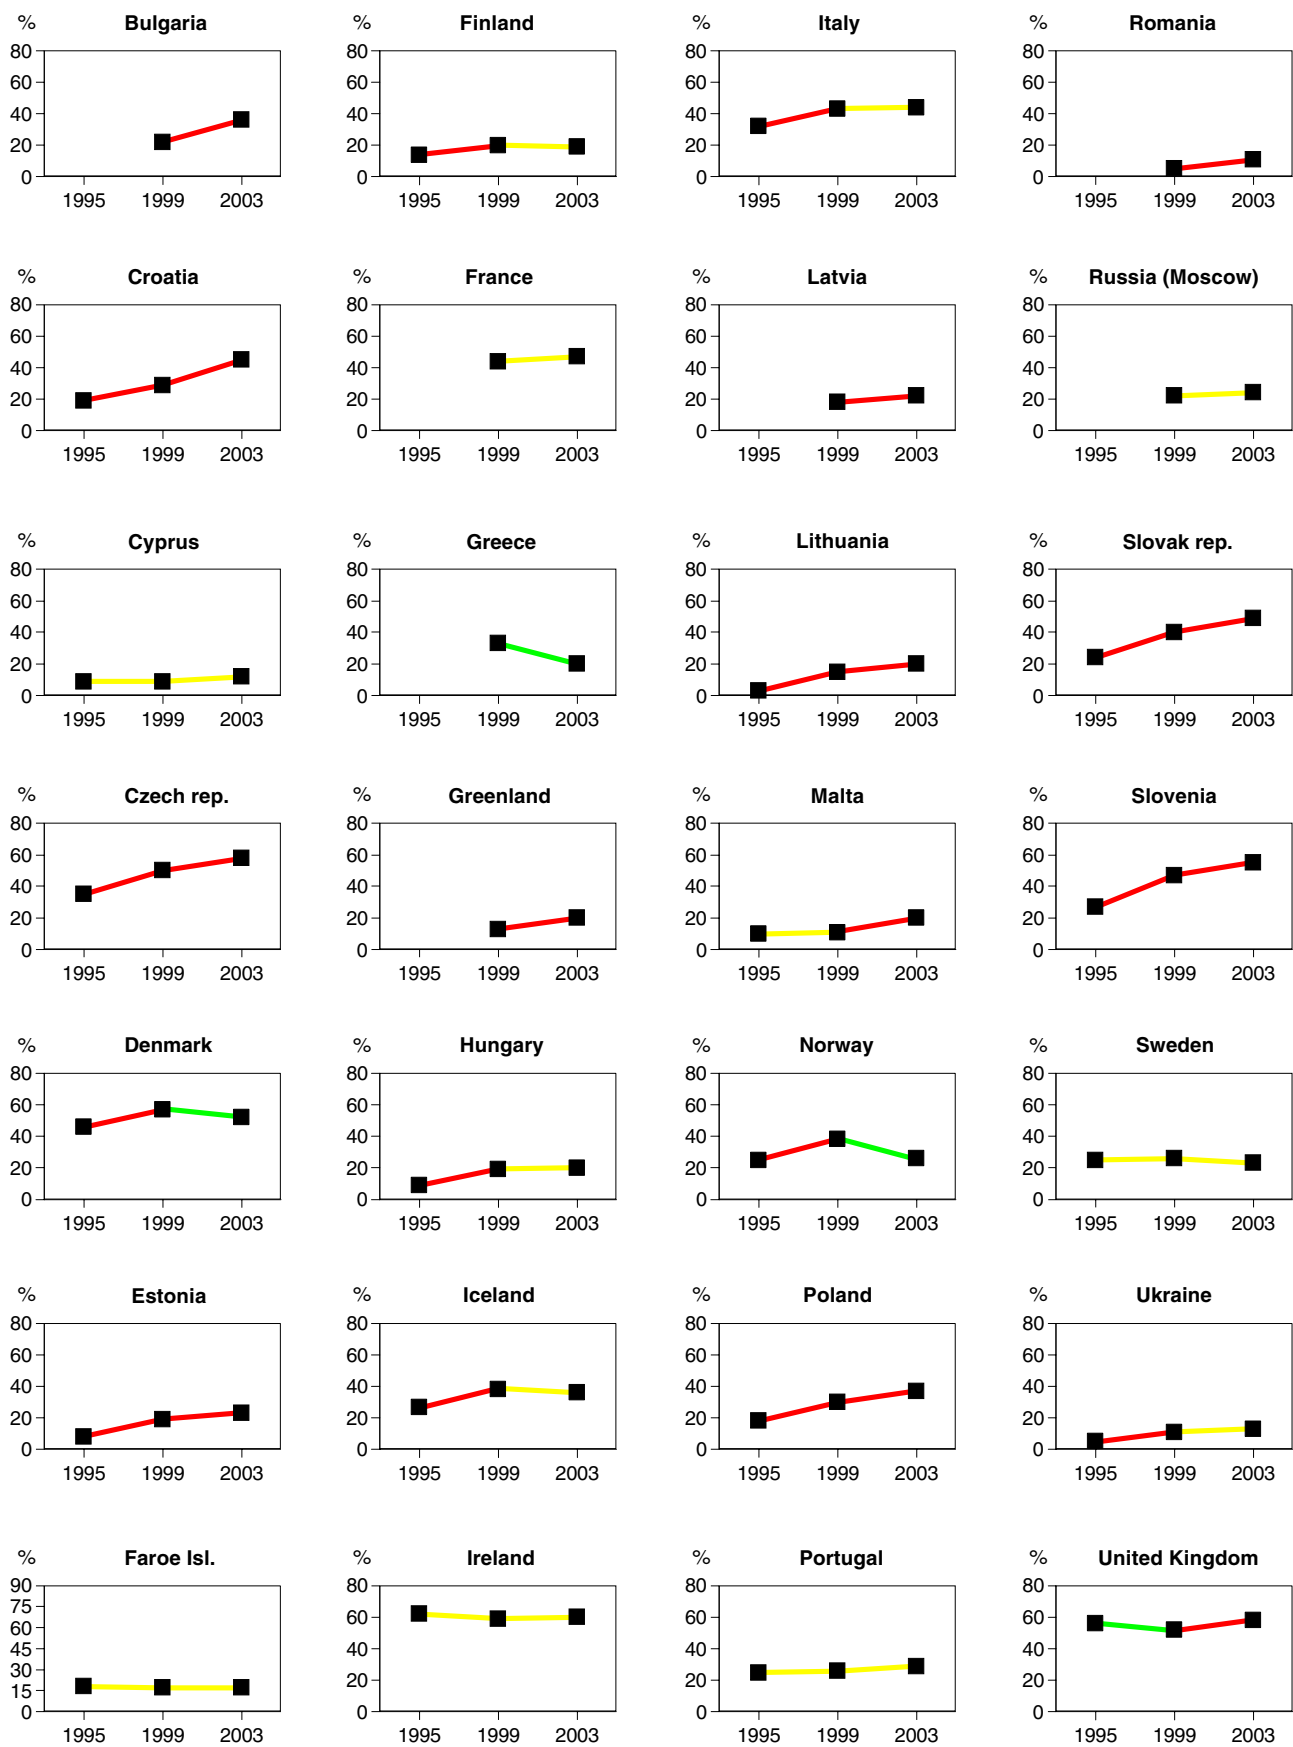 % Bulgaria % Finland % Italy % Romania
80 80 80 80
60 60 60 60
40 40 40 40
20 20 20 20
0 0 0 0
1995 1999 2003 1995 1999 2003 1995 1999 2003 1995 1999 2003
% Croatia % France % Latvia % Russia (Moscow)
80 80 80 80
60 60 60 60
40 40 40 40
20 20 20 20
0 0 0 0
1995 1999 2003 1995 1999 2003 1995 1999 2003 1995 1999 2003
% Cyprus % Greece % Lithuania % Slovak rep.
80 80 80 80
60 60 60 60
40 40 40 40
20 20 20 20
0 0 0 0
1995 1999 2003 1995 1999 2003 1995 1999 2003 1995 1999 2003
% Czech rep. % Greenland % Malta % Slovenia
80 80 80 80
60 60 60 60
40 40 40 40
20 20 20 20
0 0 0 0
1995 1999 2003 1995 1999 2003 1995 1999 2003 1995 1999 2003
% Denmark % Hungary % Norway % Sweden
80 80 80 80
60 60 60 60
40 40 40 40
20 20 20 20
0 0 0 0
1995 1999 2003 1995 1999 2003 1995 1999 2003 1995 1999 2003
% Estonia % Iceland % Poland % Ukraine
80 80 80 80
60 60 60 60
40 40 40 40
20 20 20 20
0 0 0 0
1995 1999 2003 1995 1999 2003 1995 1999 2003 1995 1999 2003
% Faroe Isl. % Ireland % Portugal % United Kingdom
90 80 80 80
75
60 60 60 60
45 40 40 40
30
15 20 20 20
0 0 0 0
1995 1999 2003 1995 1999 2003 1995 1999 2003 1995 1999 2003